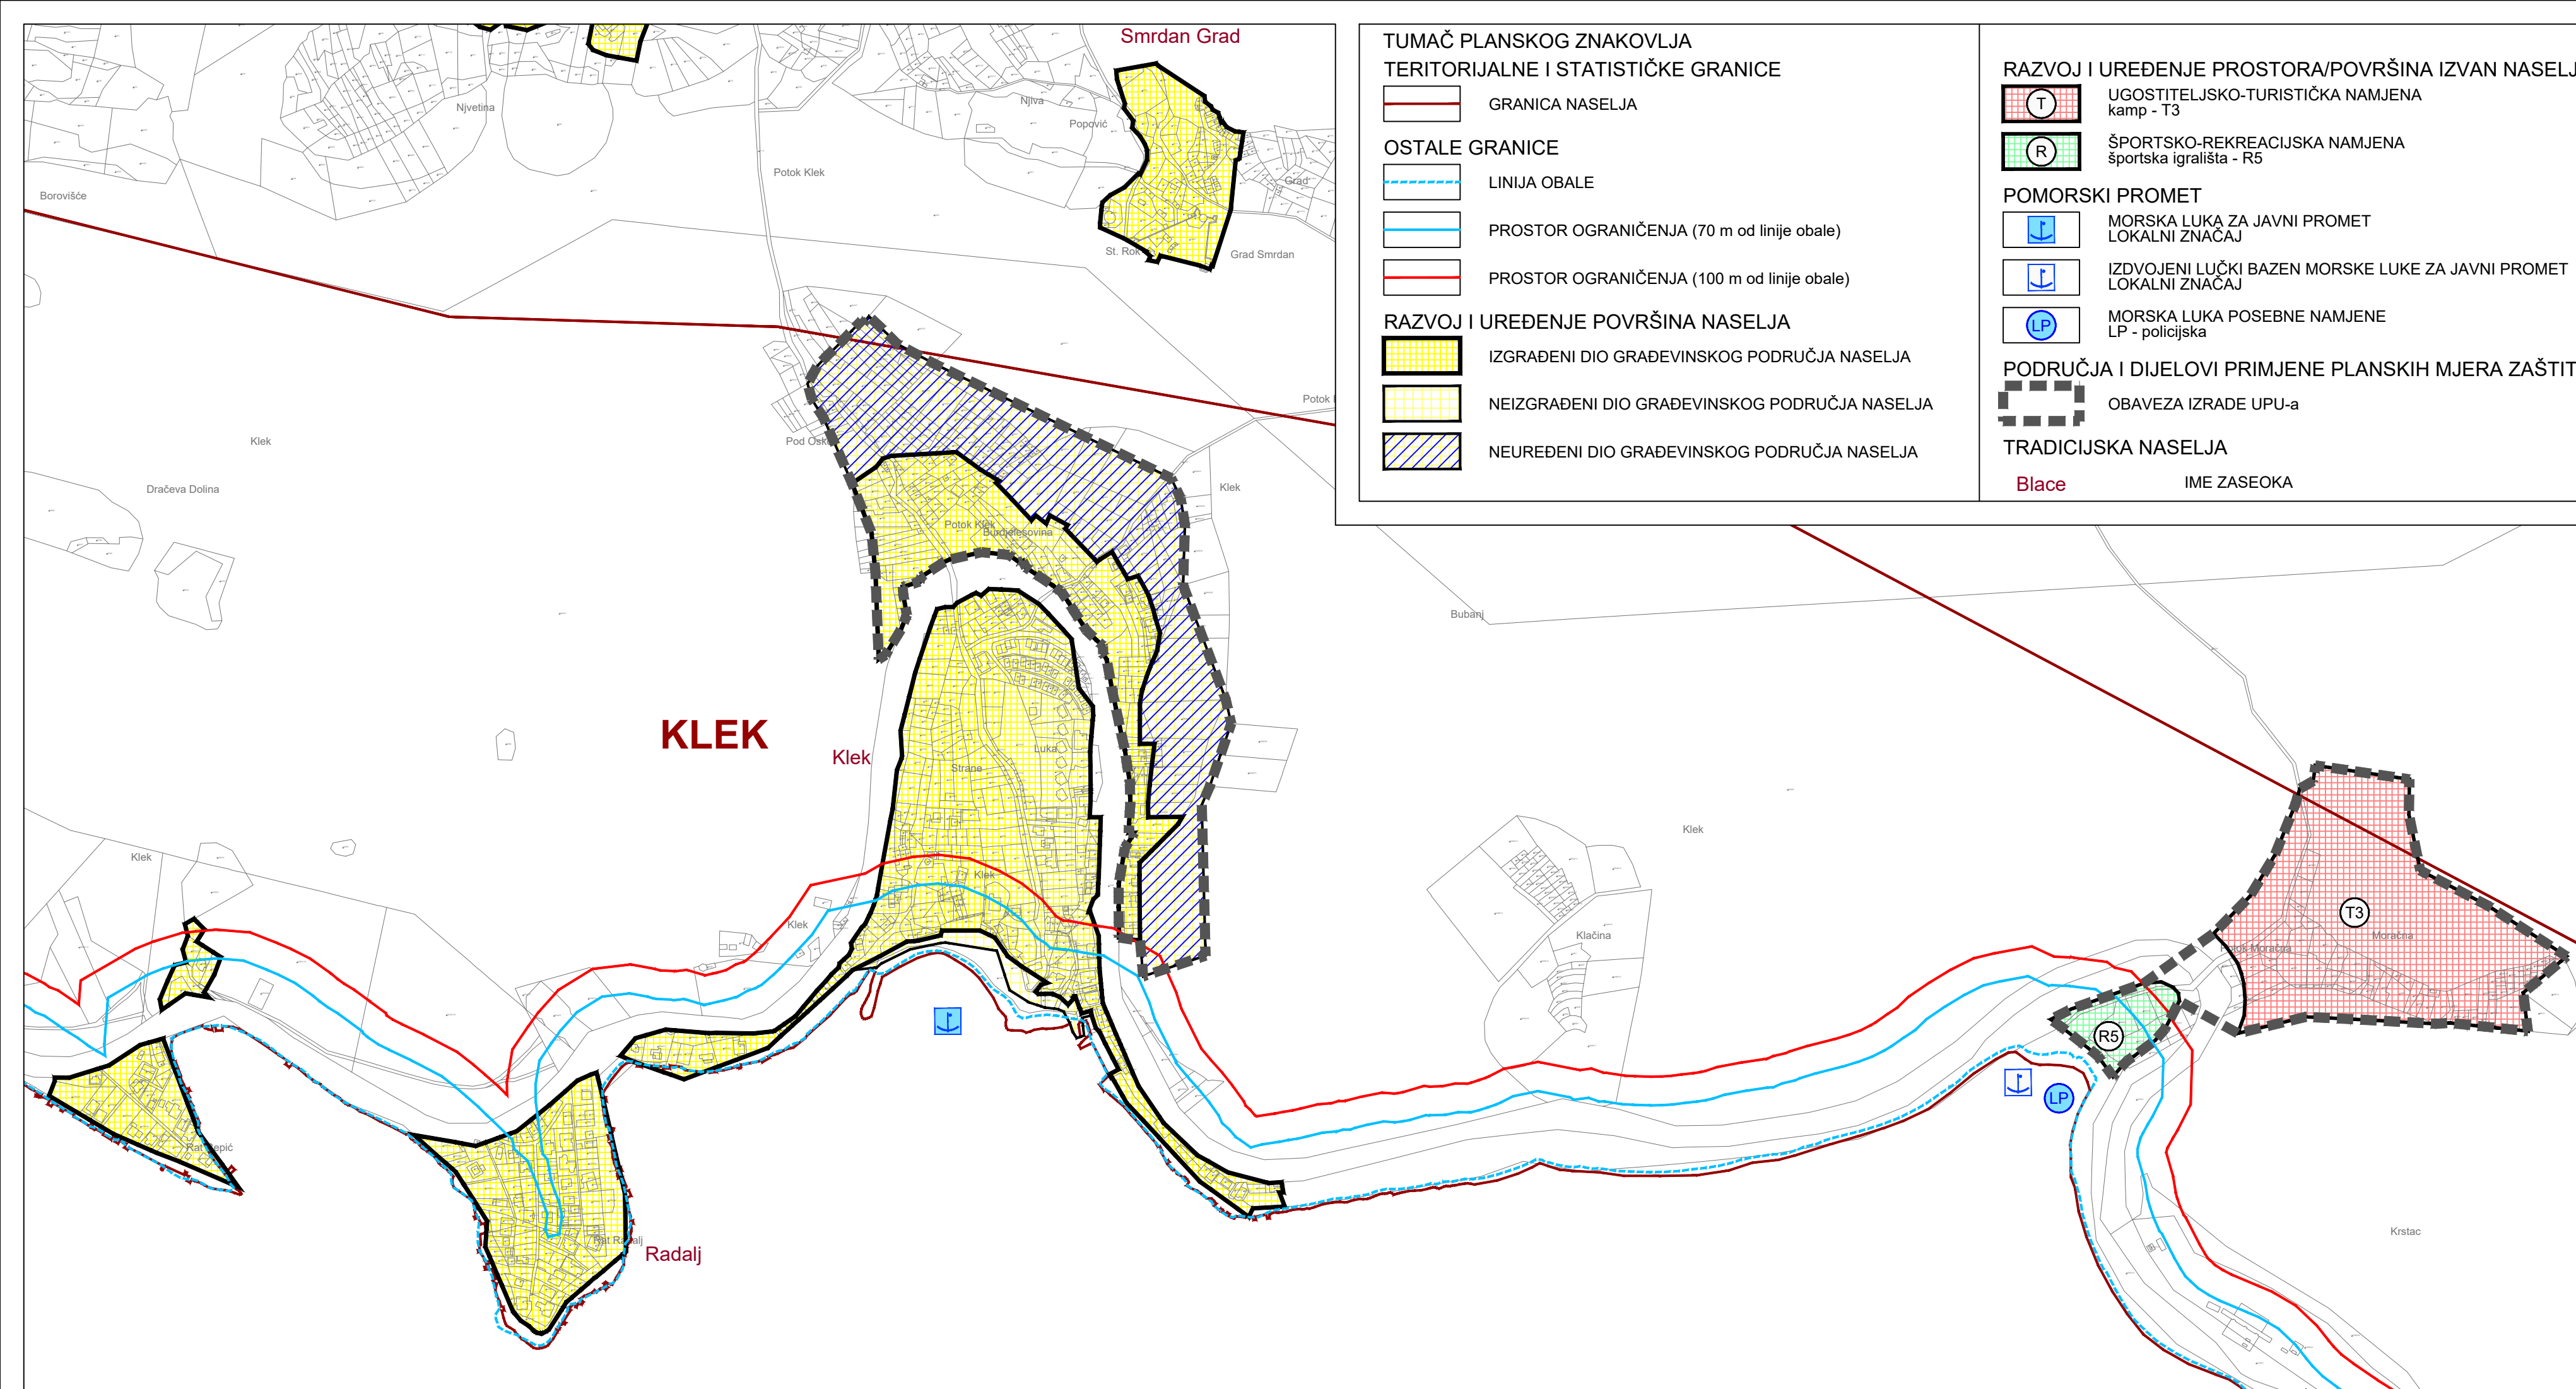 Smrdan Grad
Njvetina
Njiva
Popović
Potok Klek
Borovišće
Grad
St. Rok
Grad Smrdan
Klek
Pod Osk
Potok
Dračeva Dolina
Klek
Potok Klek
Bubanj
KLEK
Klek
Luka
Strane
Klek
Klek
Klek
Klek
Klačina
T3
Moračna
Potok Moračna
R5
LP
Rat
Radalj
Krstac
TUMAČ PLANSKOG ZNAKOVLJA
TERITORIJALNE I STATISTIČKE GRANICE
GRANICA NASELJA
OSTALE GRANICE
LINIJA OBALE
PROSTOR OGRANIČENJA (70 m od linije obale)
PROSTOR OGRANIČENJA (100 m od linije obale)
RAZVOJ I UREĐENJE POVRŠINA NASELJA
IZGRAĐENI DIO GRAĐEVINSKOG PODRUČJA NASELJA
NEIZGRAĐENI DIO GRAĐEVINSKOG PODRUČJA NASELJA
NEUREĐENI DIO GRAĐEVINSKOG PODRUČJA NASELJA
RAZVOJ I UREĐENJE PROSTORA/POVRŠINA IZVAN NASELJ
T
UGOSTITELJSKO-TURISTIČKA NAMJENA
kamp - T3
R
ŠPORTSKO-REKREACIJSKA NAMJENA
športska igrališta - R5
POMORSKI PROMET
MORSKA LUKA ZA JAVNI PROMET
LOKALNI ZNAČAJ
IZDVOJENI LUČKI BAZEN MORSKE LUKE ZA JAVNI PROMET
LOKALNI ZNAČAJ
LP
MORSKA LUKA POSEBNE NAMJENE
LP - policijska
PODRUČJA I DIJELOVI PRIMJENE PLANSKIH MJERA ZAŠTIT
OBAVEZA IZRADE UPU-a
TRADICIJSKA NASELJA
Blace IME ZASEOKA